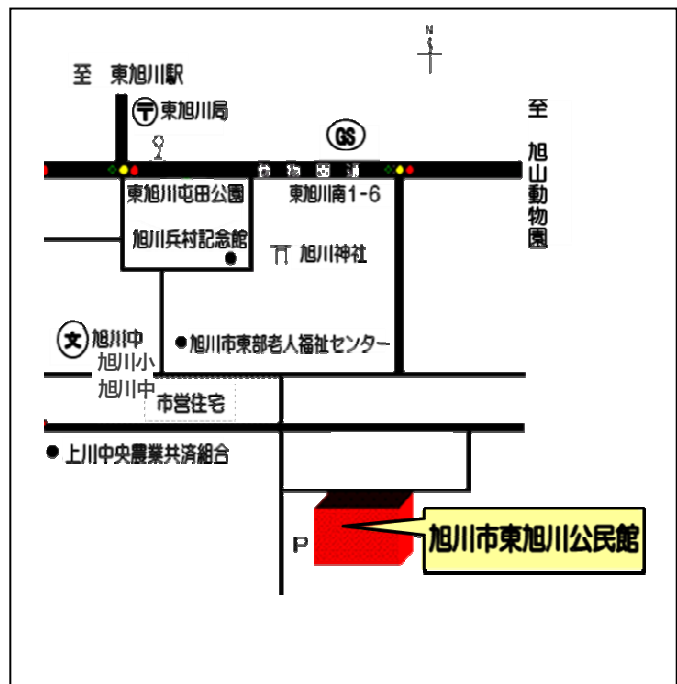 N
至 東旭川駅
〒東旭川局
GS
至 旭山動物園
東旭川屯田公園
東旭川南1-6
旭川兵村記念館
旭川神社
文 旭川中
旭川小
旭川中
旭川市東部老人福祉センター
市営住宅
上川中央農業共済組合
P
旭川市東旭川公民館